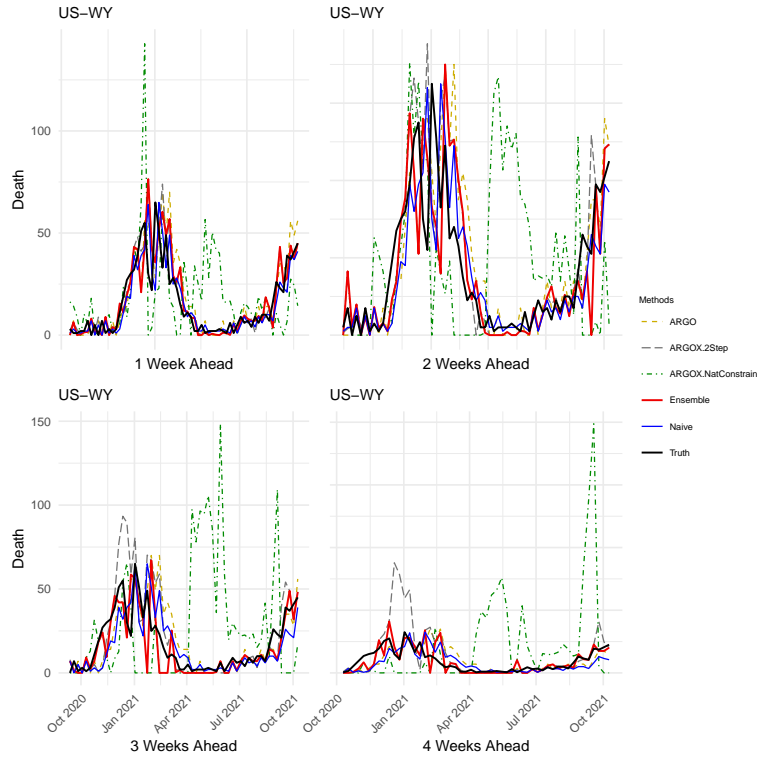 US−WY
US−WY
Death
100
50
0
1 Week Ahead
2 Weeks Ahead
Methods
ARGO
ARGOX.2Step
ARGOX.NatConstrain
Ensemble
Naive
Truth
US−WY
US−WY
Death
150
100
50
0
Oct 2020
Jan 2021
Apr 2021
Jul 2021
Oct 2021
Oct 2020
Jan 2021
Apr 2021
Jul 2021
Oct 2021
3 Weeks Ahead
4 Weeks Ahead